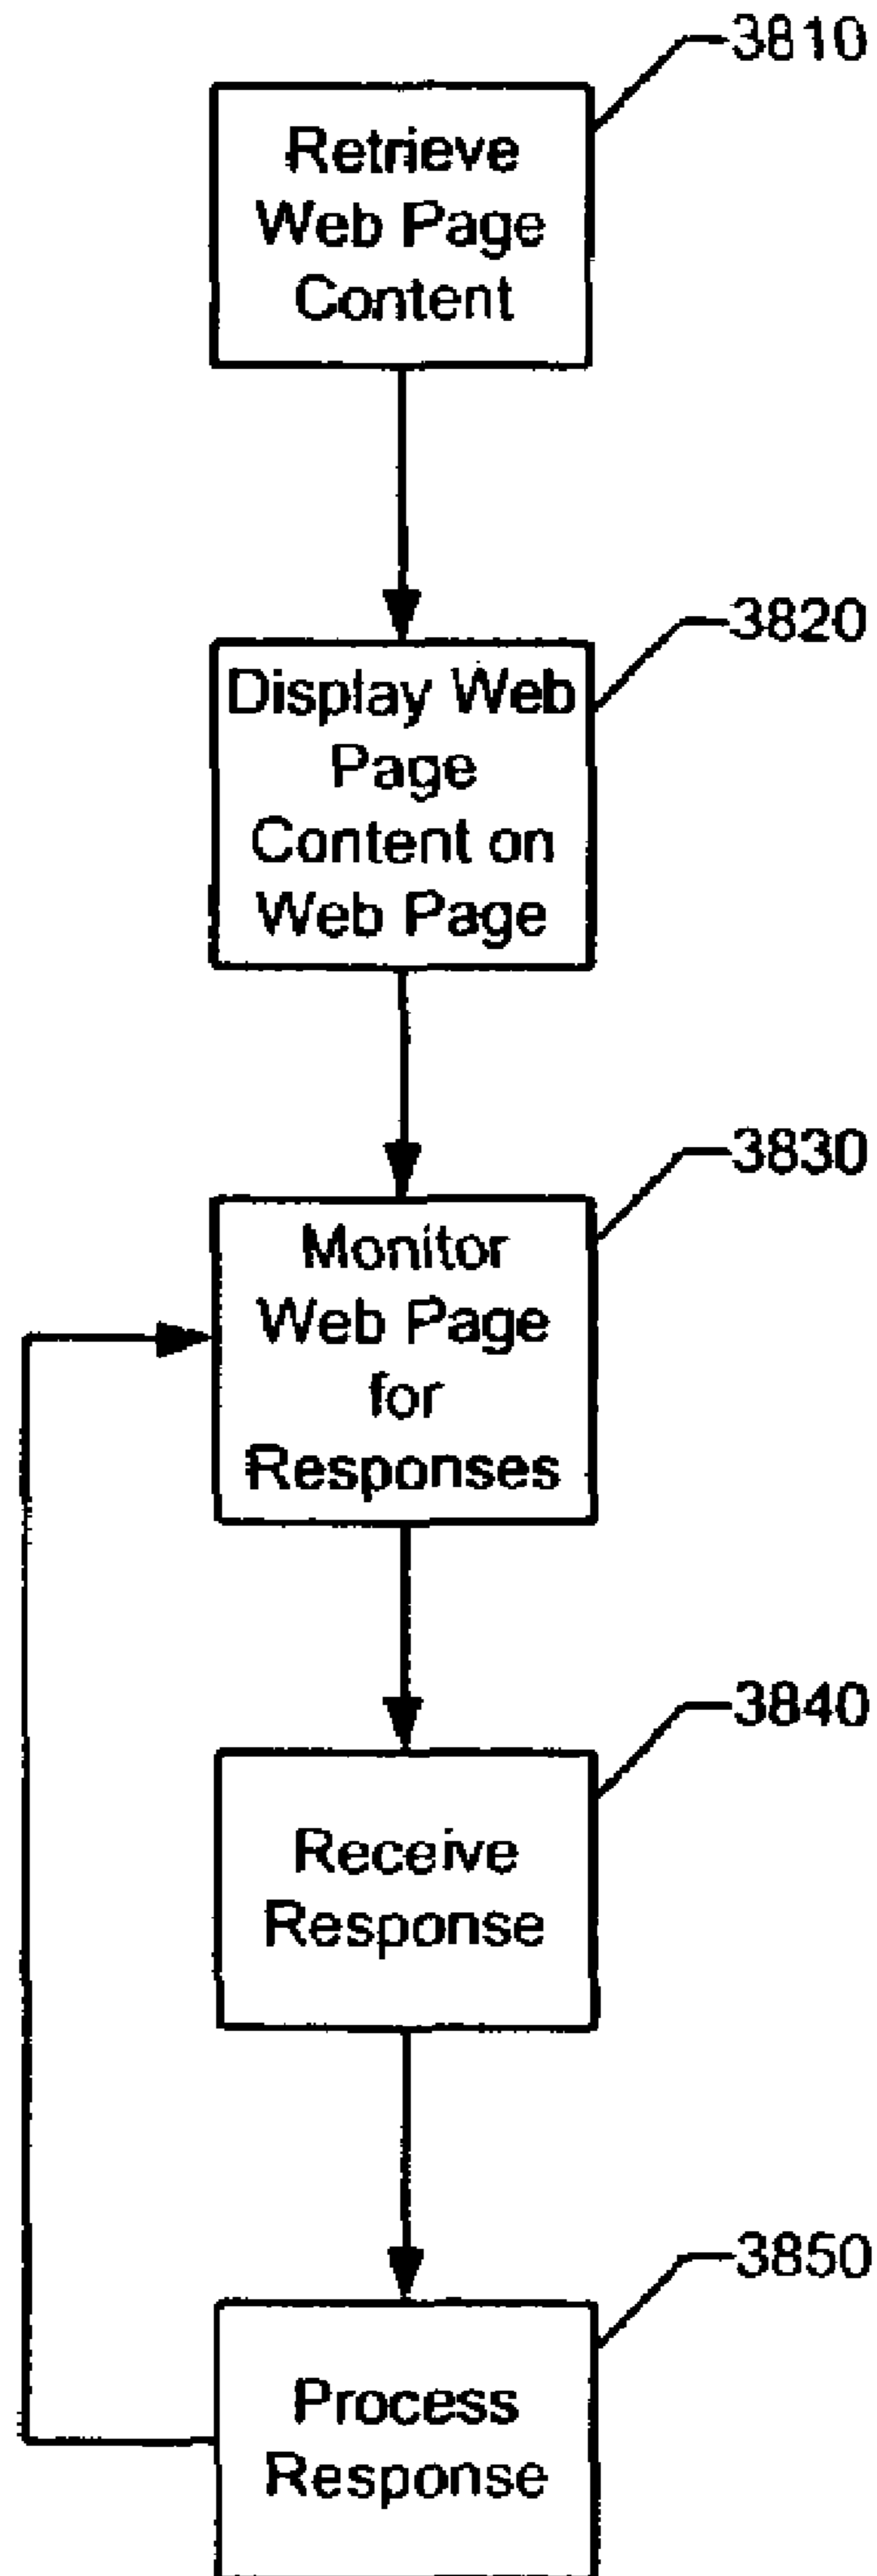 3810
Retrieve
Web Page
Content
3820
Display Web
Page
Content on
Web Page
3830
Monitor
Web Page
for
Responses
3840
Receive
Response
3850
Process
Response